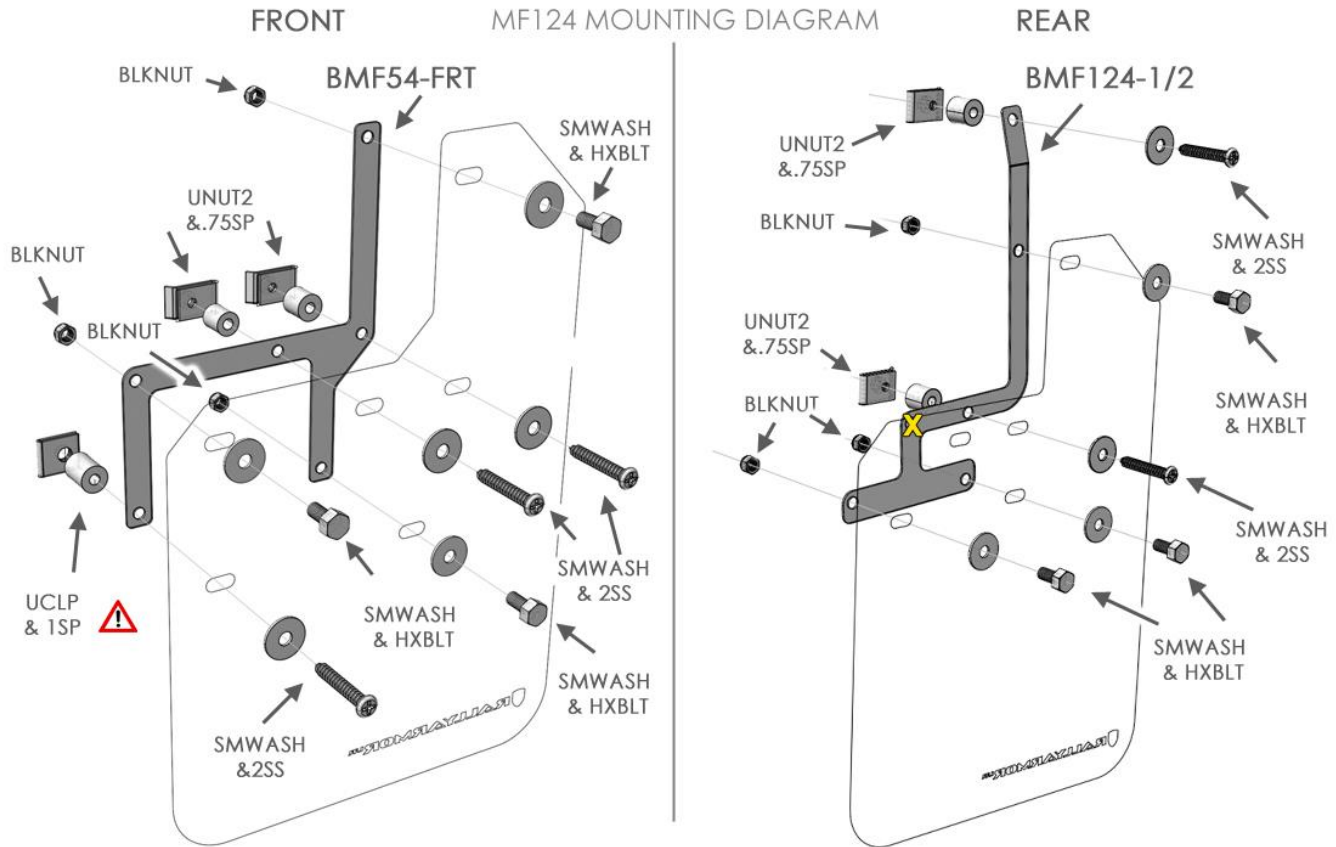 FRONT
MF124 MOUNTING DIAGRAM
REAR
BLKNUT
BMF54-FRT
SMWASH
& HXBLT
UNUT2
&.75SP
BLKNUT
BLKNUT
UCLP
& 1SP
!
SMWASH
&2SS
SMWASH
& HXBLT
SMWASH
& 2SS
SMWASH
& HXBLT
RALLYARMOR
BMF124-1/2
UNUT2
&.75SP
SMWASH
& 2SS
BLKNUT
UNUT2
&.75SP
SMWASH
& HXBLT
BLKNUT
X
SMWASH
& 2SS
SMWASH
& HXBLT
RALLYARMOR